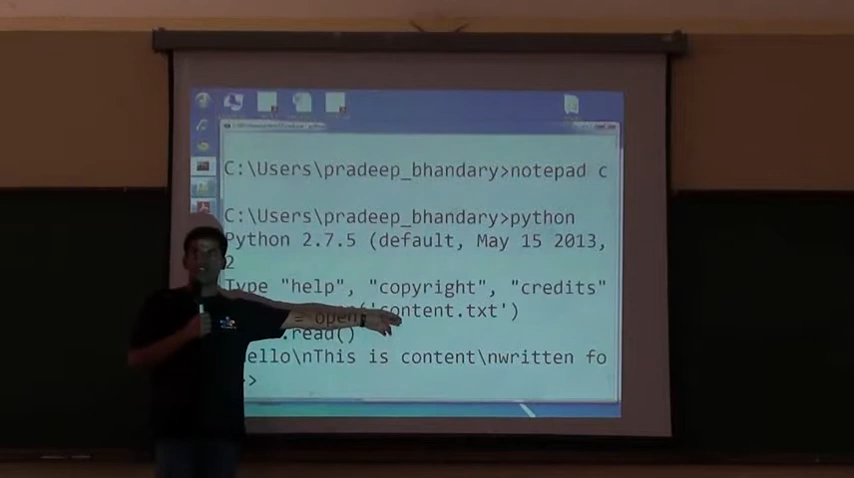 C:\Users\pradeep_bhandary>notepad c
C:\Users\pradeep_bhandary>python
Python 2.7.5 (default, May 15 2013,
2
Type "help", "copyright", "credits"
= open('content.txt')
.read()
ello\nThis is content\nwritten fo
>